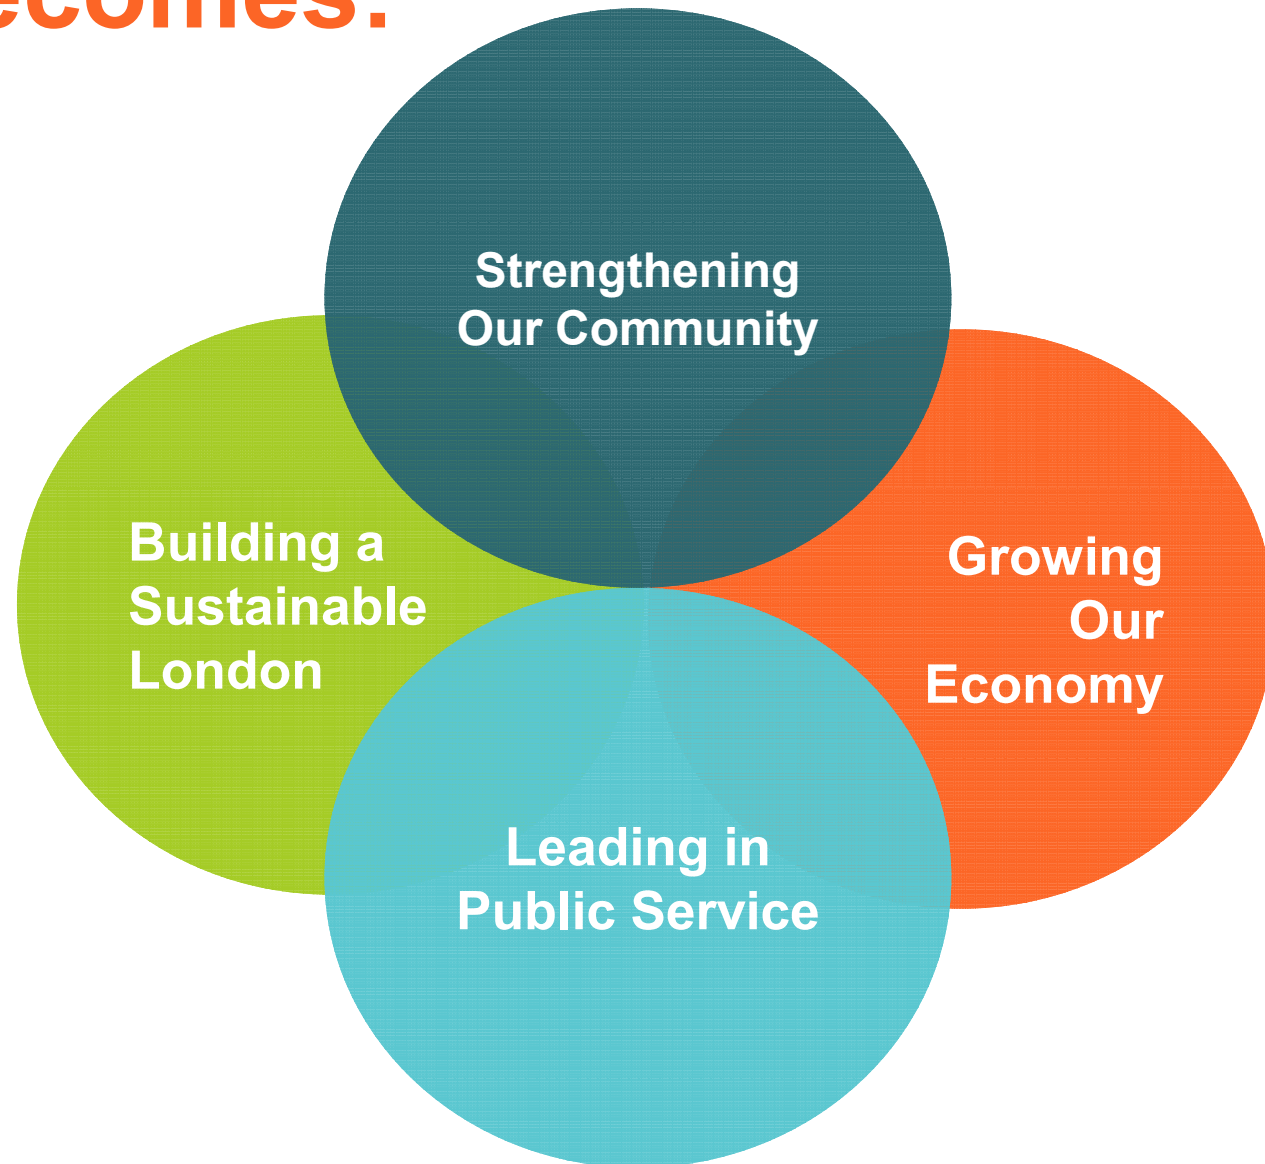 Strengthening
Our Community
Building a
Sustainable
London
Growing
Our
Economy
Leading in
Public Service